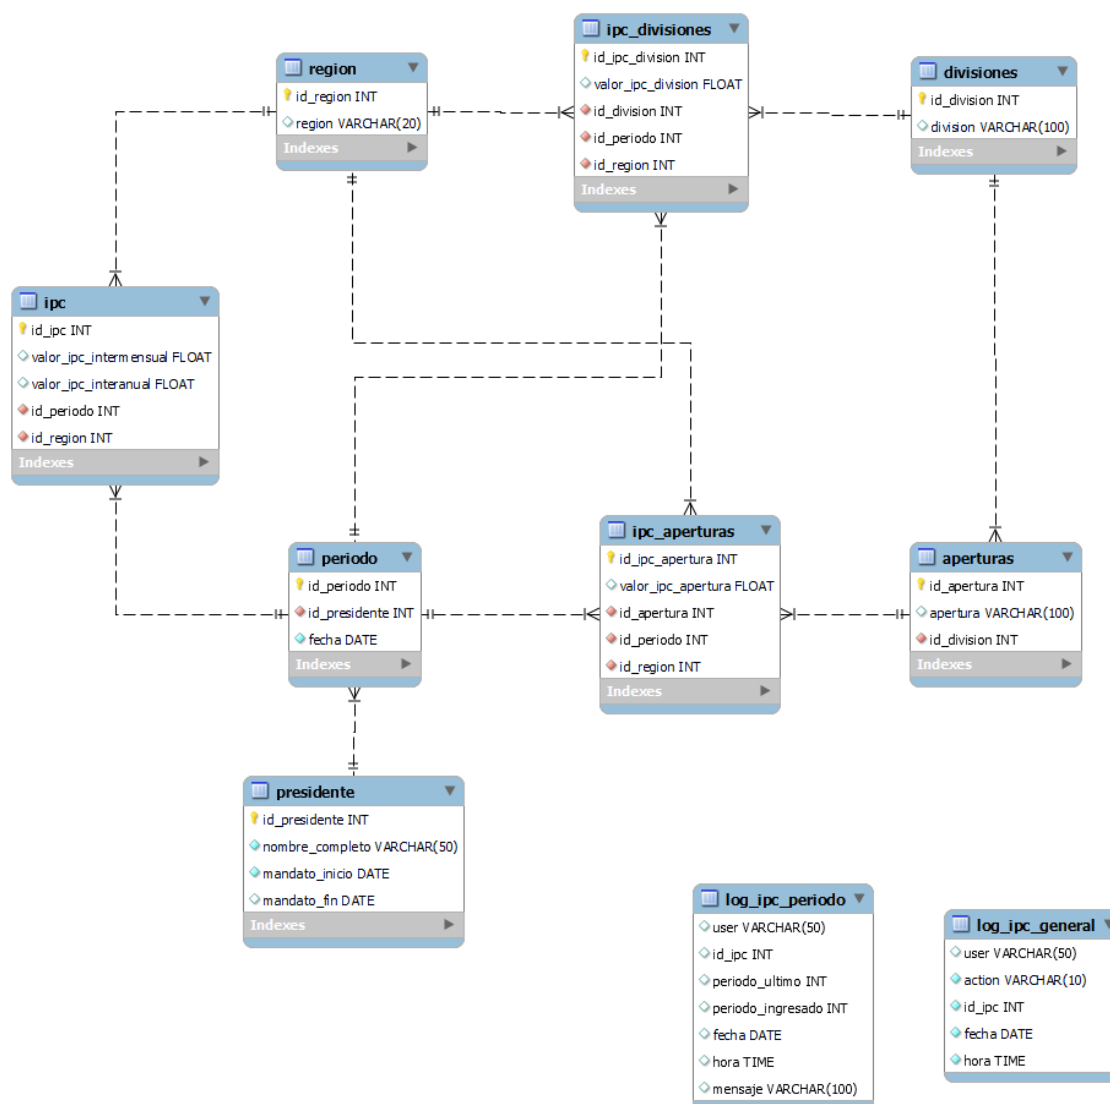 ipc_divisiones
id_ipc_division INT
valor_ipc_division FLOAT
id_division INT
id_periodo INT
id_region INT
Indexes
region
id_region INT
region VARCHAR(20)
Indexes
divisiones
id_division INT
division VARCHAR(100)
Indexes
ipc
id_ipc INT
valor_ipc_intermensual FLOAT
valor_ipc_interanual FLOAT
id_periodo INT
id_region INT
Indexes
periodo
id_periodo INT
id_presidente INT
fecha DATE
Indexes
ipc_aperturas
id_ipc_apertura INT
valor_ipc_apertura FLOAT
id_apertura INT
id_periodo INT
id_region INT
Indexes
aperturas
id_apertura INT
apertura VARCHAR(100)
id_division INT
Indexes
presidente
id_presidente INT
nombre_completo VARCHAR(50)
mandato_inicio DATE
mandato_fin DATE
Indexes
log_ipc_periodo
user VARCHAR(50)
id_ipc INT
periodo_ultimo INT
periodo_ingresado INT
fecha DATE
hora TIME
mensaje VARCHAR(100)
log_ipc_general
user VARCHAR(50)
action VARCHAR(10)
id_ipc INT
fecha DATE
hora TIME